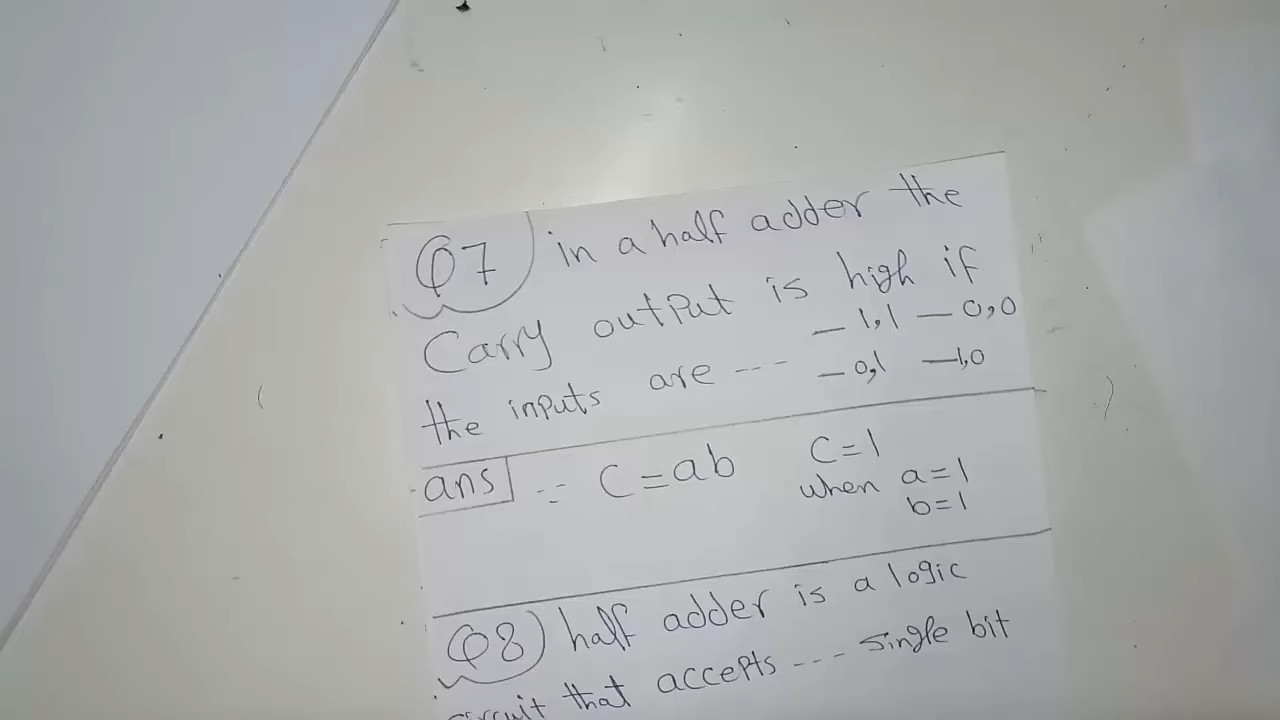 Q7) in a half adder the
Carry output is high if
the inputs are --- — 1,1 — 0,0
— 0,1 — 1,0
ans ∴ C=ab C=1
when a=1
b=1
Q8) half adder is a logic
circuit that accepts --- single bit